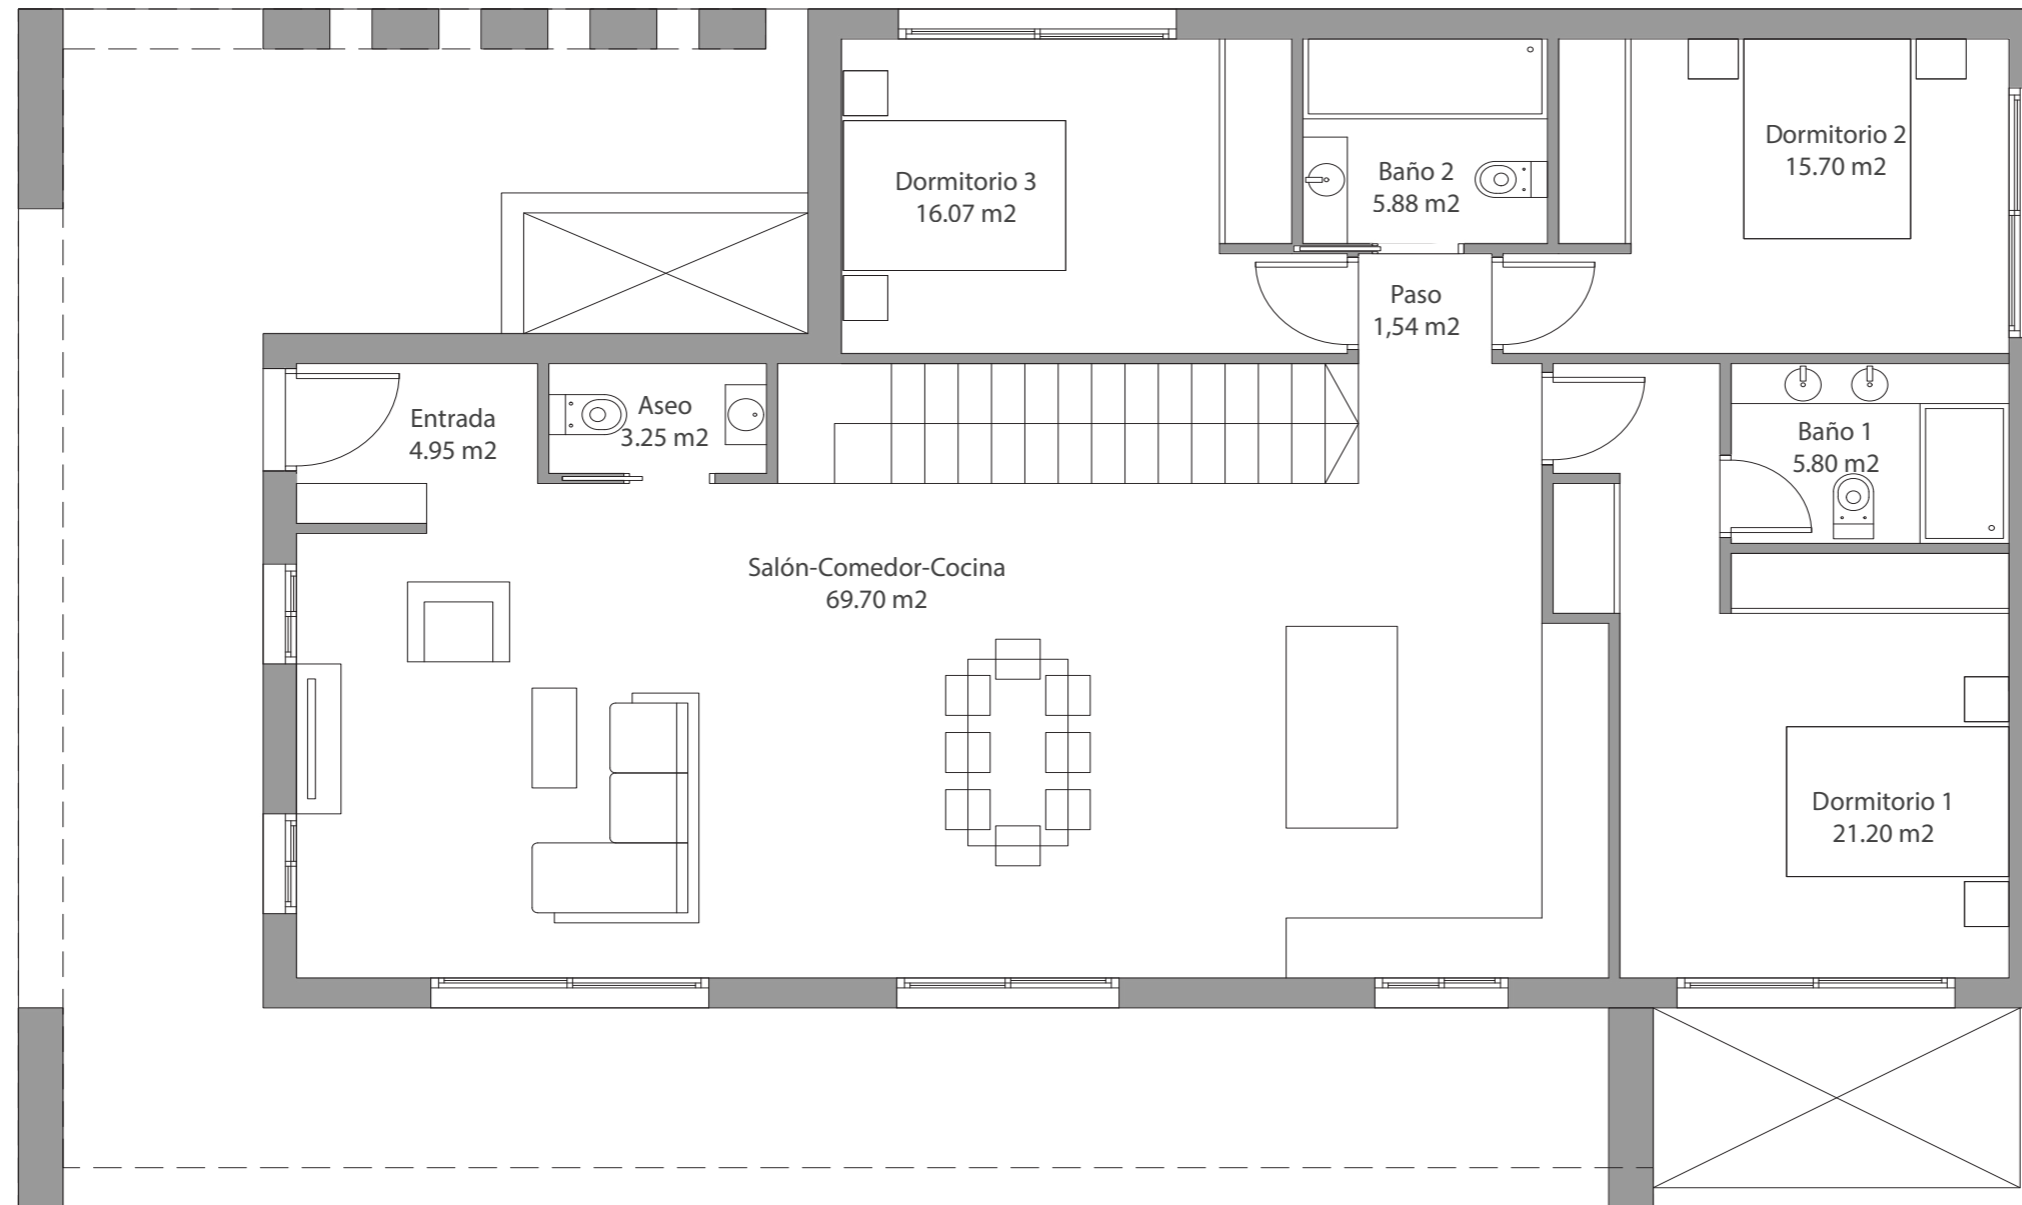 Dormitorio 3
16.07 m2
Baño 2
5.88 m2
Dormitorio 2
15.70 m2
Paso
1,54 m2
Entrada
4.95 m2
Aseo
3.25 m2
Baño 1
5.80 m2
Salón-Comedor-Cocina
69.70 m2
Dormitorio 1
21.20 m2